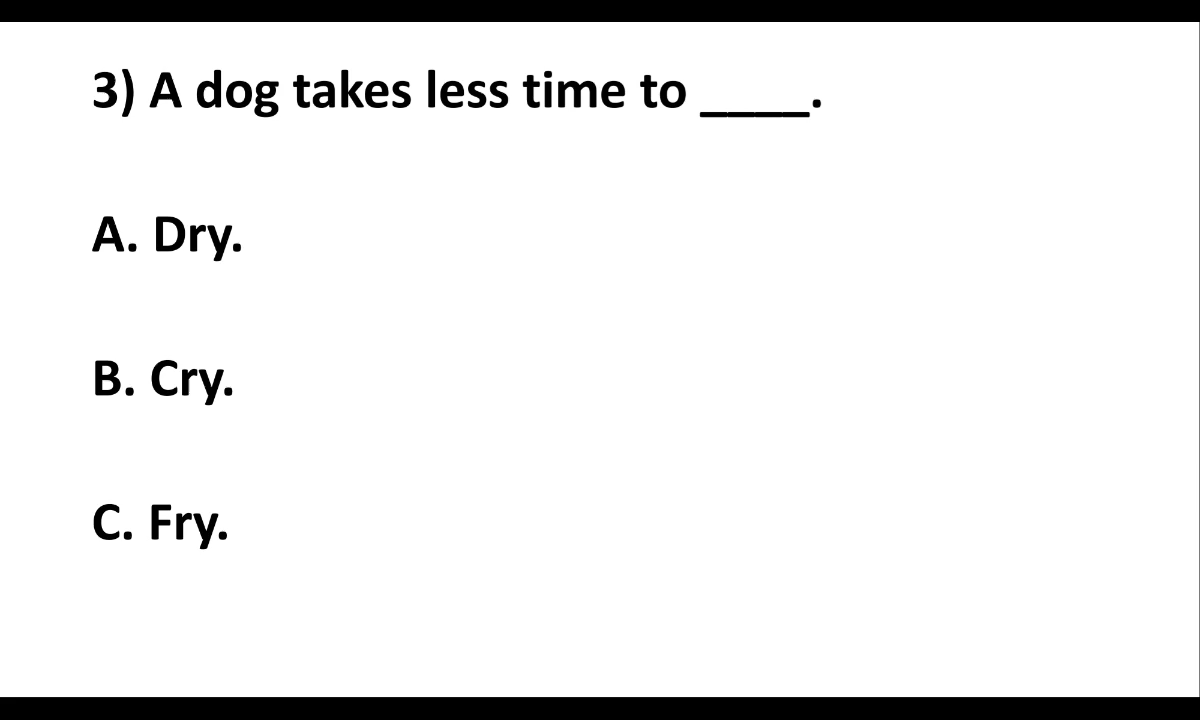 3) A dog takes less time to ____.
A. Dry.
B. Cry.
C. Fry.